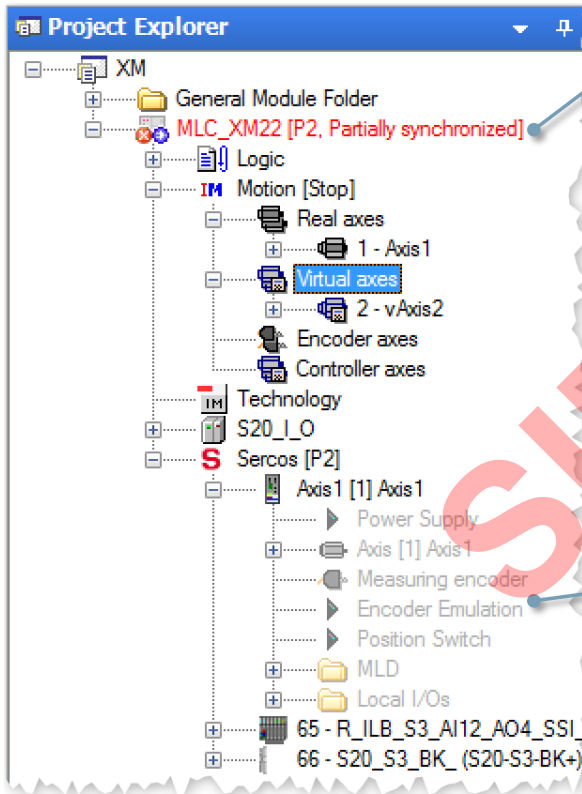 Project Explorer
XM
General Module Folder
MLC_XM22 [P2, Partially synchronized]
Logic
IM Motion [Stop]
Real axes
1 - Axis1
Virtual axes
2 - vAxis2
Encoder axes
Controller axes
IM Technology
S20_I_O
S Sercos [P2]
Axis1 [1] Axis1
Power Supply
Axis [1] Axis1
Measuring encoder
Encoder Emulation
Position Switch
MLD
Local I/Os
65 - R_ILB_S3_AI12_AO4_SSI_
66 - S20_S3_BK_ (S20-S3-BK+)